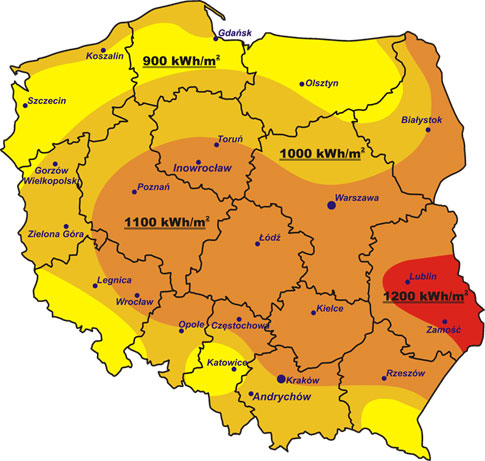 Gdańsk
Koszalin
900 kWh/m²
Olsztyn
Szczecin
Białystok
Toruń
1000 kWh/m²
Inowrocław
Gorzów
Wielkopolski
Poznań
Warszawa
1100 kWh/m²
Zielona Góra
Łódź
Lublin
Legnica
1200 kWh/m²
Wrocław
Kielce
Opole
Częstochowa
Zamość
Katowice
Rzeszów
Kraków
Andrychów